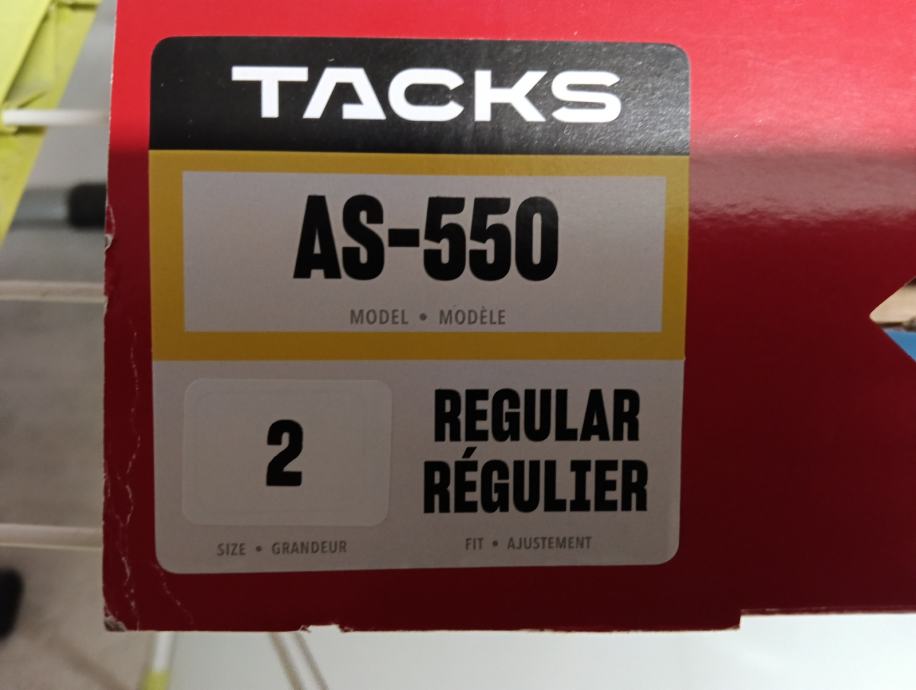 TACKS
AS-550
MODEL • MODÈLE
2
SIZE • GRANDEUR
REGULAR
RÉGULIER
FIT • AJUSTEMENT